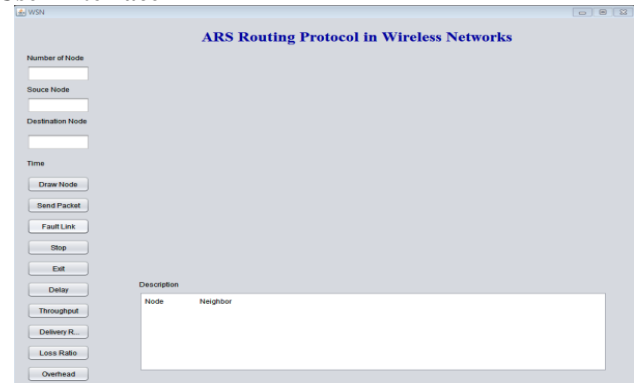 WSN
ARS Routing Protocol in Wireless Networks
Number of Node
Souce Node
Destination Node
Time
Draw Node
Send Packet
Fault Link
Stop
Exit
Delay
Throughput
Delivery R...
Loss Ratio
Overhead
Description
Node Neighbor